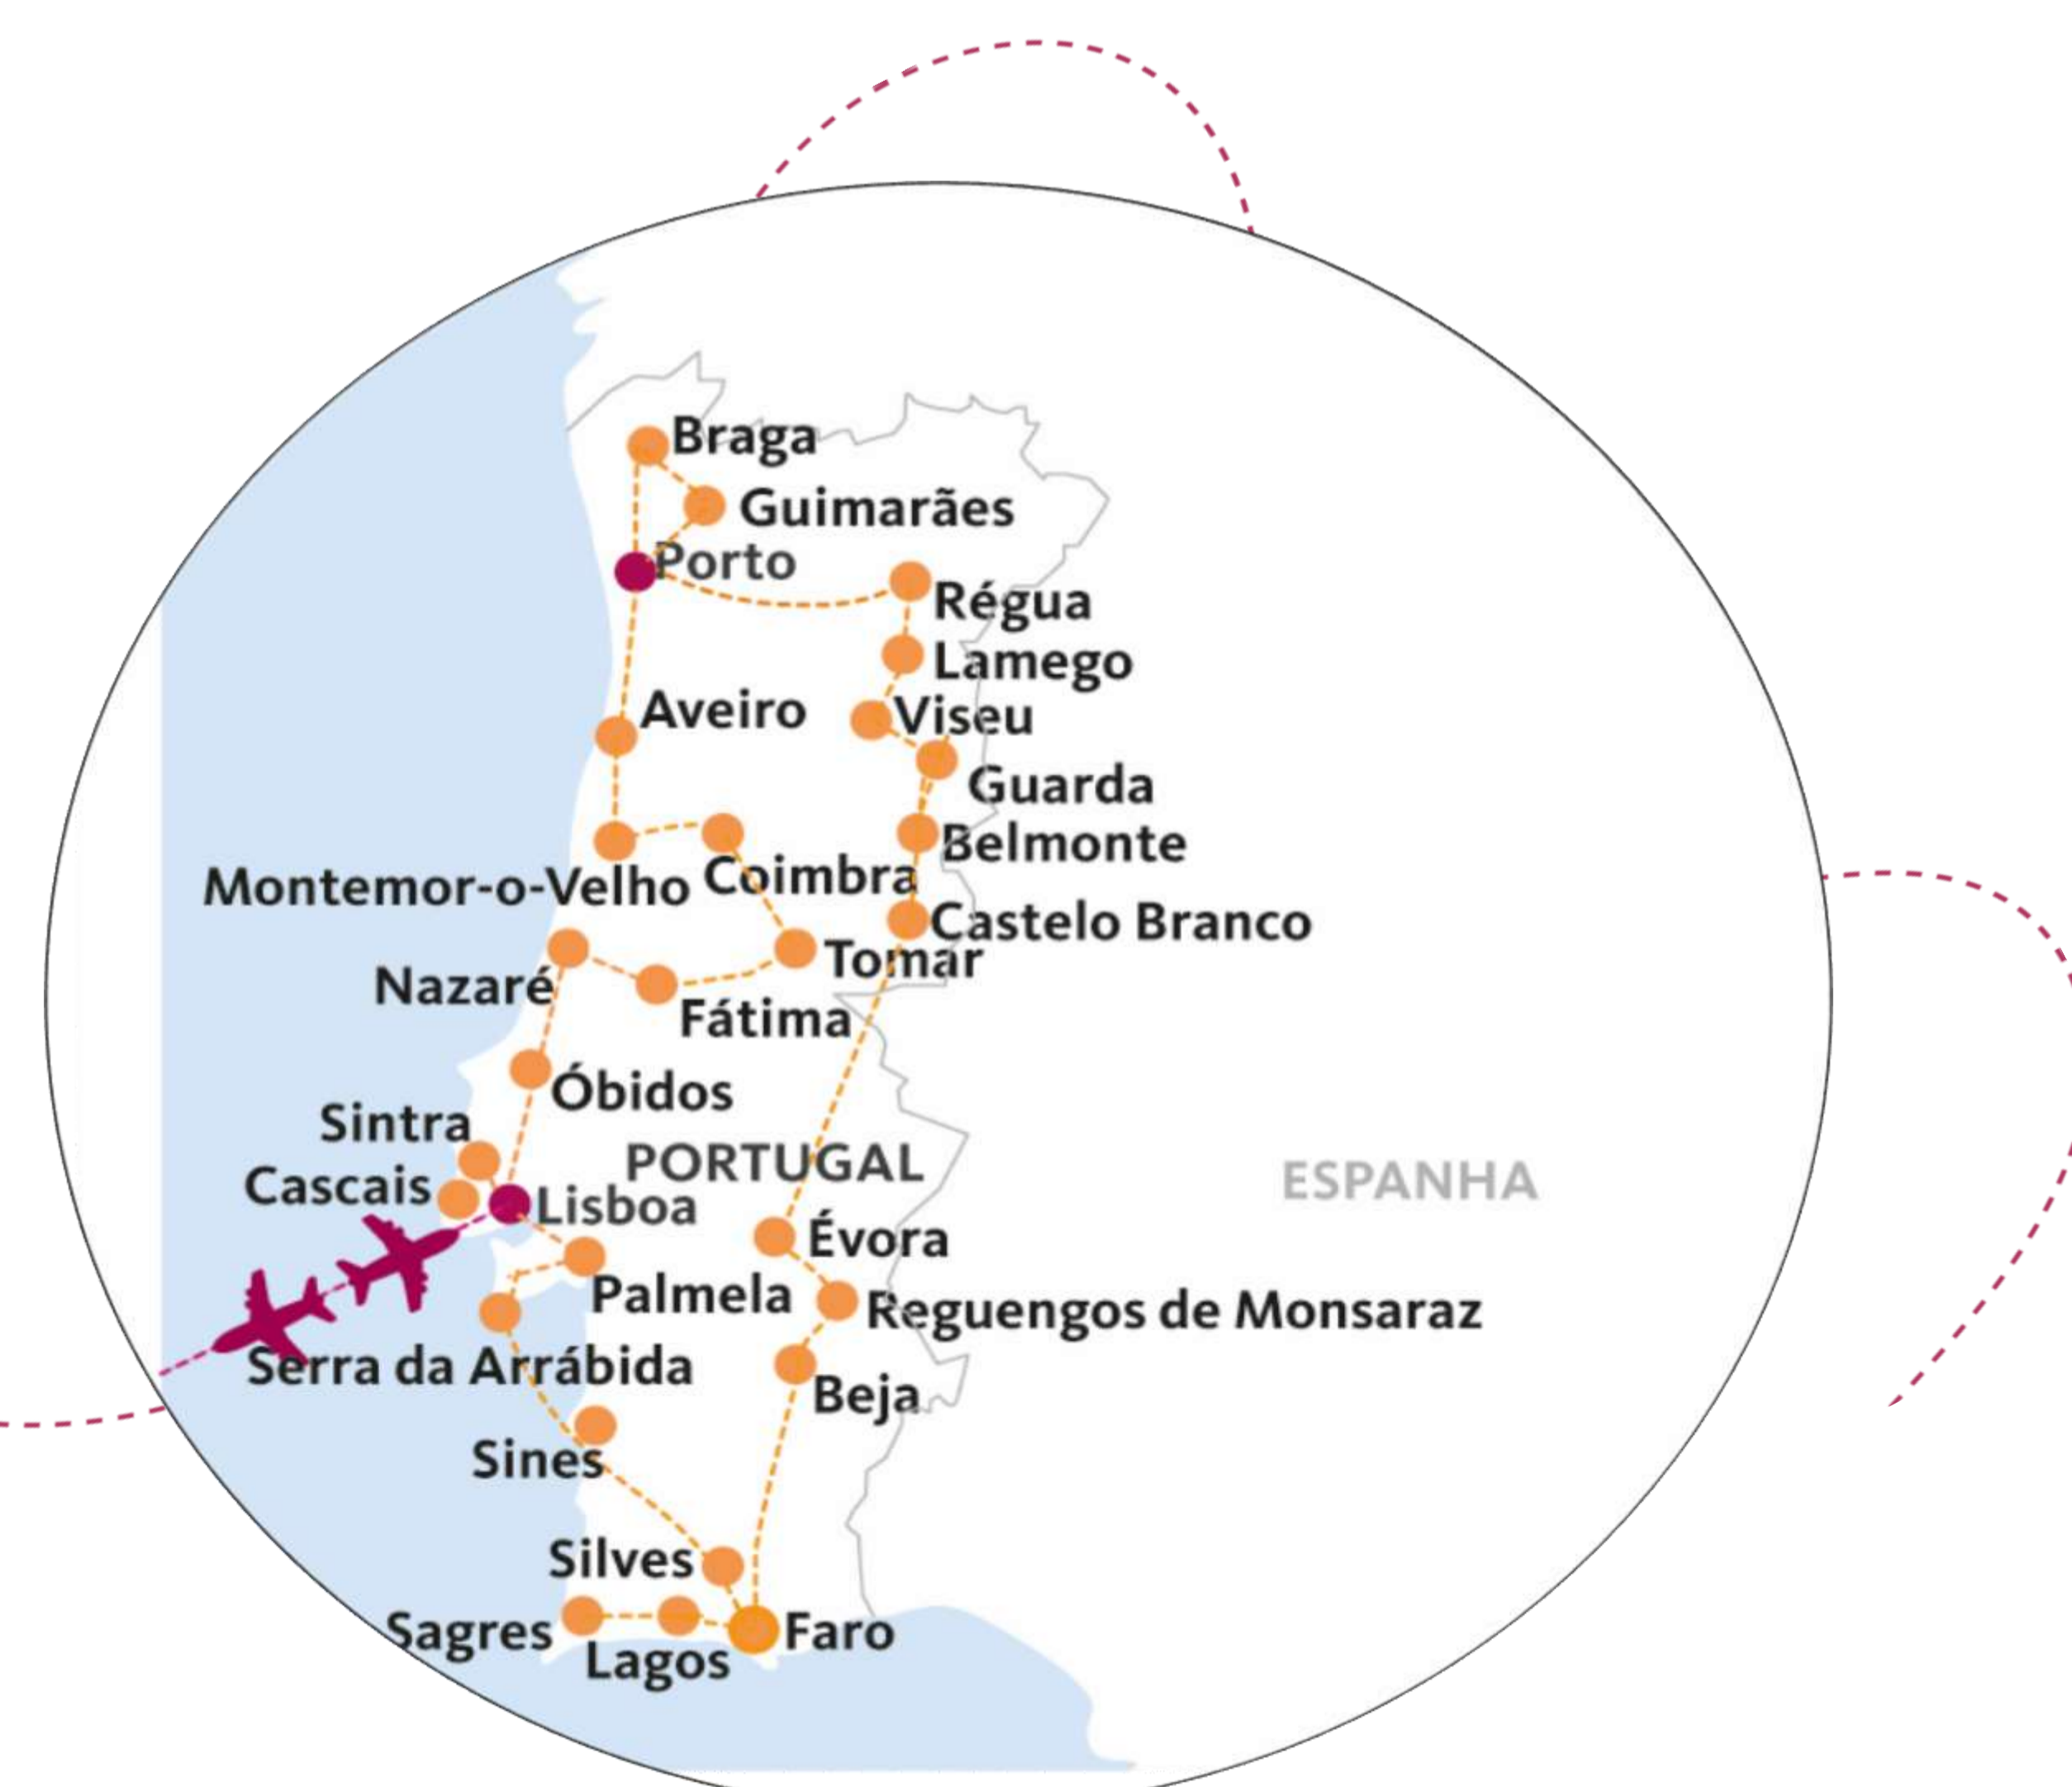 Braga
Guimarães
Porto
Régua
Lamego
Aveiro
Viseu
Guarda
Belmonte
Montemor-o-Velho
Coimbra
Castelo Branco
Tomar
Nazaré
Fátima
Óbidos
Sintra
PORTUGAL
ESPANHA
Cascais
Lisboa
Évora
Palmela
Reguengos de Monsaraz
Serra da Arrábida
Beja
Sines
Silves
Sagres
Faro
Lagos